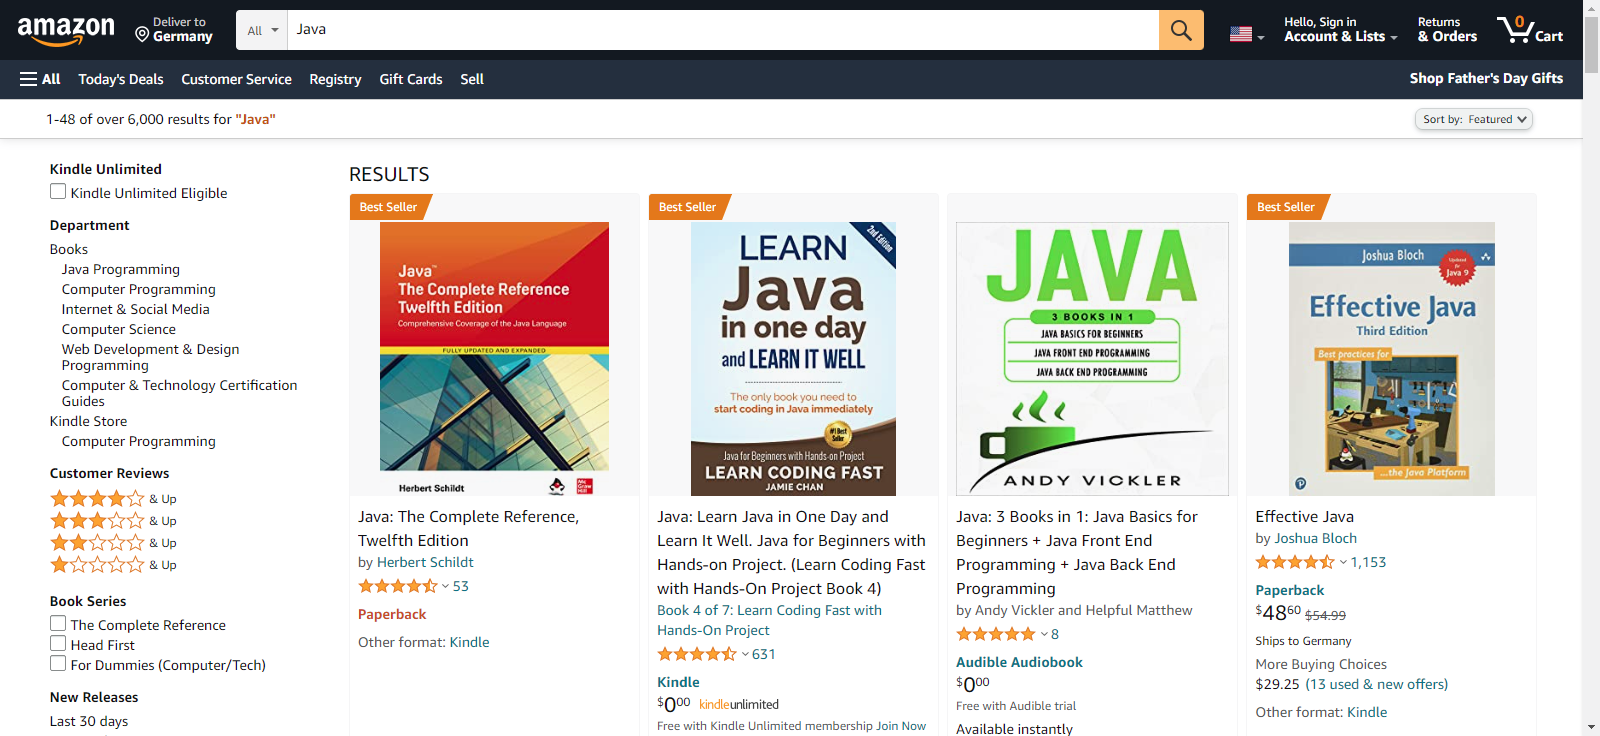 amazon
Deliver to
Germany
All
Java
Hello, Sign in
Account & Lists
Returns
& Orders
0
Cart
All
Today's Deals
Customer Service
Registry
Gift Cards
Sell
Shop Father's Day Gifts
1-48 of over 6,000 results for "Java"
Sort by: Featured
Kindle Unlimited
Kindle Unlimited Eligible
Department
Books
Java Programming
Computer Programming
Internet & Social Media
Computer Science
Web Development & Design
Programming
Computer & Technology Certification
Guides
Kindle Store
Computer Programming
Customer Reviews
& Up
& Up
& Up
& Up
Book Series
The Complete Reference
Head First
For Dummies (Computer/Tech)
New Releases
Last 30 days
RESULTS
Best Seller
Java™
The Complete Reference
Twelfth Edition
Comprehensive Coverage of the Java Language
FULLY UPDATED AND EXPANDED
Herbert Schildt
Mc
Graw
Hill
Java: The Complete Reference,
Twelfth Edition
by Herbert Schildt
53
Paperback
Other format: Kindle
Best Seller
2nd Edition
LEARN
Java
in one day
and LEARN IT WELL
The only book you need to
start coding in Java immediately
#1 Best
Seller
Java for Beginners with Hands-on Project
LEARN CODING FAST
JAMIE CHAN
Java: Learn Java in One Day and
Learn It Well. Java for Beginners with
Hands-on Project. (Learn Coding Fast
with Hands-On Project Book 4)
Book 4 of 7: Learn Coding Fast with
Hands-On Project
631
Kindle
$0.00 kindleunlimited
Free with Kindle Unlimited membership Join Now
JAVA
3 BOOKS IN 1
JAVA BASICS FOR BEGINNERS
JAVA FRONT END PROGRAMMING
JAVA BACK END PROGRAMMING
ANDY VICKLER
Java: 3 Books in 1: Java Basics for
Beginners + Java Front End
Programming + Java Back End
Programming
by Andy Vickler and Helpful Matthew
8
Audible Audiobook
$0.00
Free with Audible trial
Available instantly
Best Seller
Joshua Bloch
Updated
for
Java 9
Effective Java
Third Edition
Best practices for
...the Java Platform
P
Effective Java
by Joshua Bloch
1,153
Paperback
$48.60 $54.99
Ships to Germany
More Buying Choices
$29.25 (13 used & new offers)
Other format: Kindle